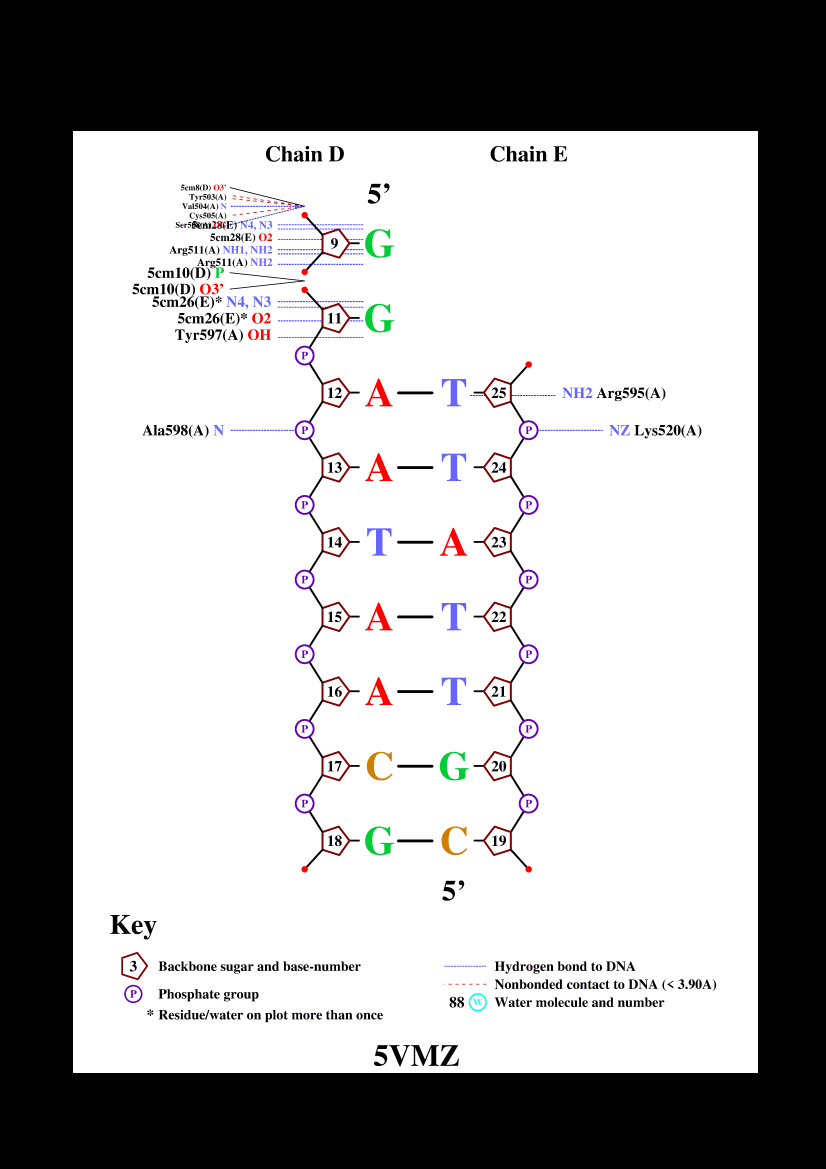 Chain D Chain E
5’
5cm8(D) O3'
Tyr503(A)
Val504(A) N
Cys505(A)
5cm28(E) N4, N3
5cm28(E) O2
9 G
Arg511(A) NH1, NH2
Arg511(A) NH2
5cm10(D) P
5cm10(D) O3'
5cm26(E)* N4, N3
5cm26(E)* O2
11 G
Tyr597(A) OH
P
12 A T 25 NH2 Arg595(A)
Ala598(A) N P P NZ Lys520(A)
13 A T 24
P P
14 T A 23
P P
15 A T 22
P P
16 A T 21
P P
17 C G 20
P P
18 G C 19
5’
Key
3 Backbone sugar and base-number
P Phosphate group
* Residue/water on plot more than once
Hydrogen bond to DNA
Nonbonded contact to DNA (< 3.90A)
88 W Water molecule and number
5VMZ